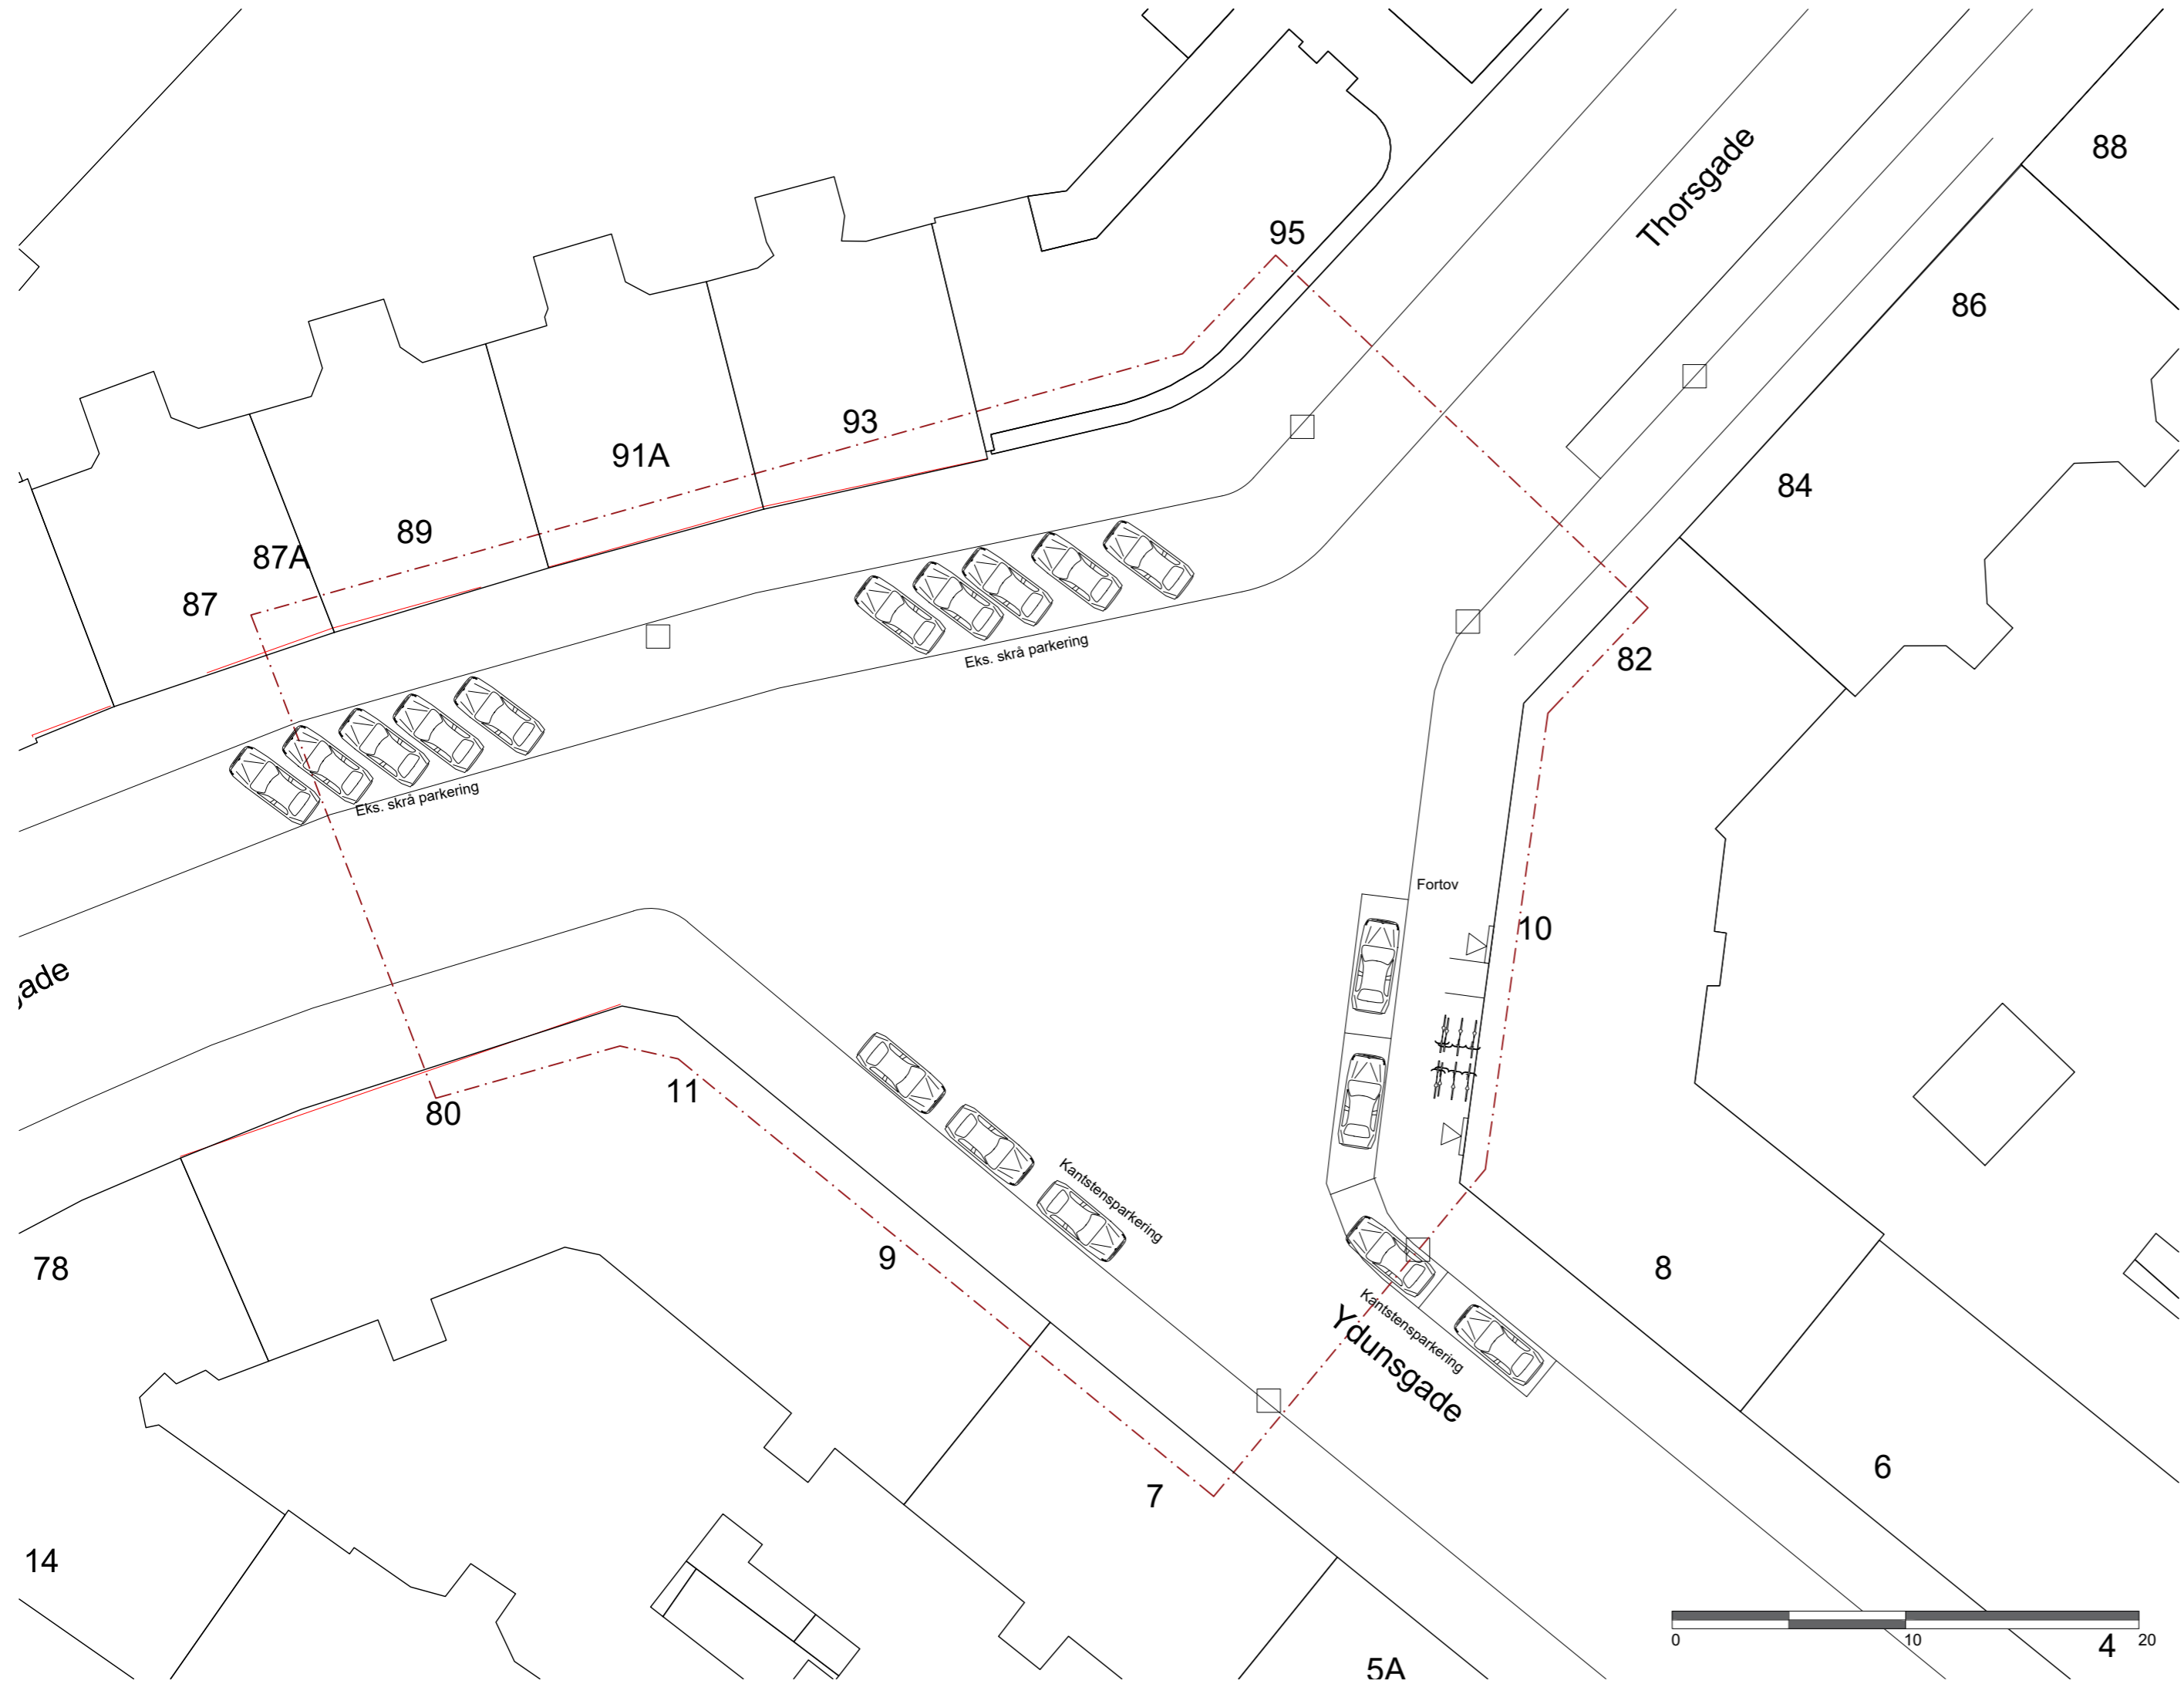 88
Thorsgade
95
86
93
91A
84
89
87A
87
82
Eks. skrå parkering
Eks. skrå parkering
Fortov
10
ade
11
80
Kantstensparkering
9
78
8
Kantstensparkering
Ydunsgade
6
7
14
0
10
20
4
5A